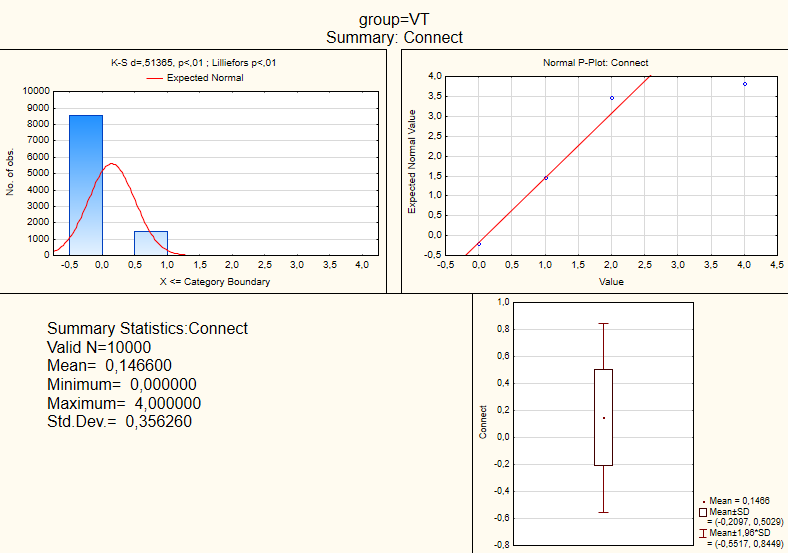 group=VT
Summary: Connect
K-S d=,51365, p<,01 ; Lilliefors p<,01
Expected Normal
10000
9000
8000
7000
6000
5000
4000
3000
2000
1000
0
No. of obs.
-0,5 0,0 0,5 1,0 1,5 2,0 2,5 3,0 3,5 4,0
X <= Category Boundary
Normal P-Plot: Connect
4,0
3,5
3,0
2,5
2,0
1,5
1,0
0,5
0,0
-0,5
Expected Normal Value
-0,5 0,0 0,5 1,0 1,5 2,0 2,5 3,0 3,5 4,0 4,5
Value
Summary Statistics:Connect
Valid N=10000
Mean= 0,146600
Minimum= 0,000000
Maximum= 4,000000
Std.Dev.= 0,356260
1,0
0,8
0,6
0,4
0,2
0,0
-0,2
-0,4
-0,6
-0,8
Connect
Mean = 0,1466
Mean±SD
= (-0,2097, 0,5029)
Mean±1,96*SD
= (-0,5517, 0,8449)